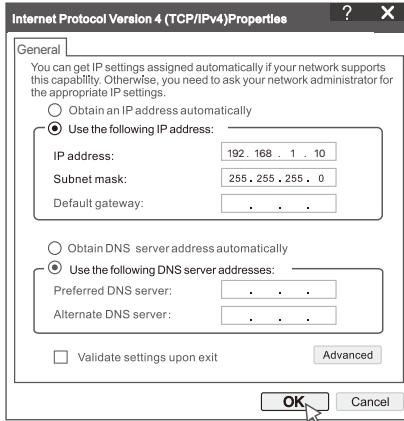 Internet Protocol Version 4 (TCP/IPv4)Properties ? X
General
You can get IP settings assigned automatically if your network supports
this capability. Otherwise, you need to ask your network administrator for
the appropriate IP settings.
Obtain an IP address automatically
Use the following IP address:
IP address: 192 . 168 . 1 . 10
Subnet mask: 255 . 255 . 255 . 0
Default gateway: . . .
Obtain DNS server address automatically
Use the following DNS server addresses:
Preferred DNS server: . . .
Alternate DNS server: . . .
Validate settings upon exit Advanced
OK Cancel